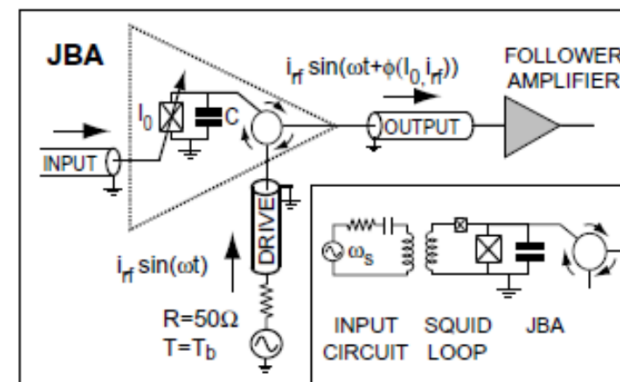 JBA
i_rf sin(ωt+ϕ(I_0,i_rf))
FOLLOWER
AMPLIFIER
I_0
C
INPUT
OUTPUT
DRIVE
i_rf sin(ωt)
R=50Ω
T=T_b
ω_s
INPUT SQUID JBA
CIRCUIT LOOP